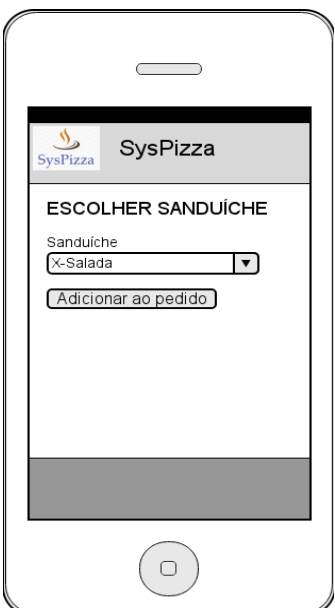 SysPizza
SysPizza
ESCOLHER SANDUÍCHE
Sanduíche
X-Salada
Adicionar ao pedido